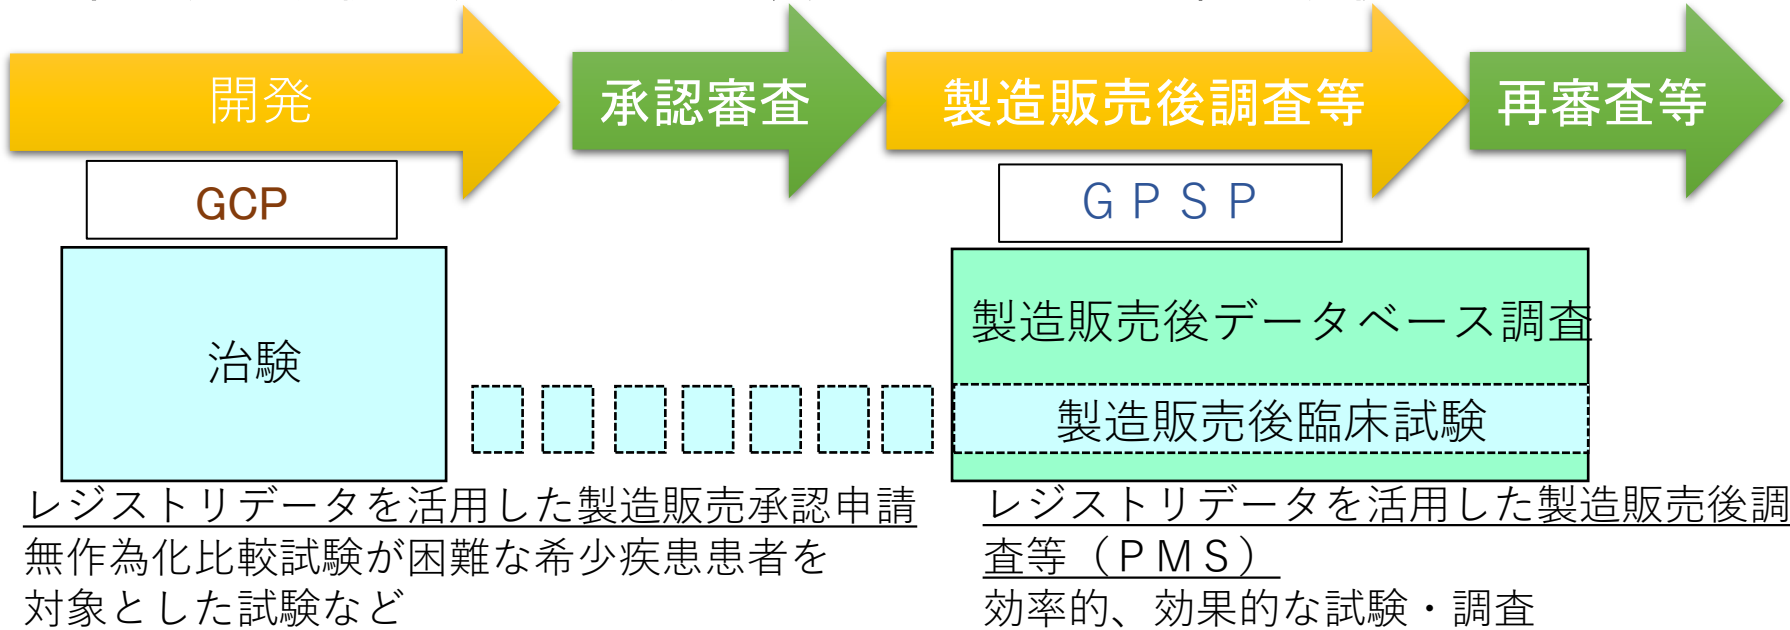 開発
承認審査
製造販売後調査等
再審査等
GCP
ＧＰＳＰ
治験
製造販売後データベース調査
製造販売後臨床試験
レジストリデータを活用した製造販売承認申請
無作為化比較試験が困難な希少疾患患者を
対象とした試験など
レジストリデータを活用した製造販売後調
査等（ＰＭＳ）
効率的、効果的な試験・調査